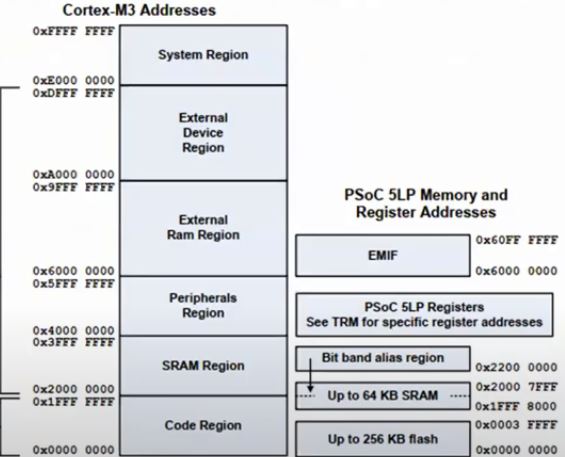 Cortex-M3 Addresses
0xFFFF FFFF
System Region
0xE000 0000
0xDFFF FFFF
External
Device
Region
0xA000 0000
0x9FFF FFFF
External
Ram Region
0x6000 0000
0x5FFF FFFF
Peripherals
Region
0x4000 0000
0x3FFF FFFF
SRAM Region
0x2000 0000
0x1FFF FFFF
Code Region
0x0000 0000
PSoC 5LP Memory and
Register Addresses
0x60FF FFFF
EMIF
0x6000 0000
PSoC 5LP Registers
See TRM for specific register addresses
Bit band alias region
0x2200 0000
0x2000 7FFF
Up to 64 KB SRAM
0x1FFF 8000
0x0003 FFFF
Up to 256 KB flash
0x0000 0000